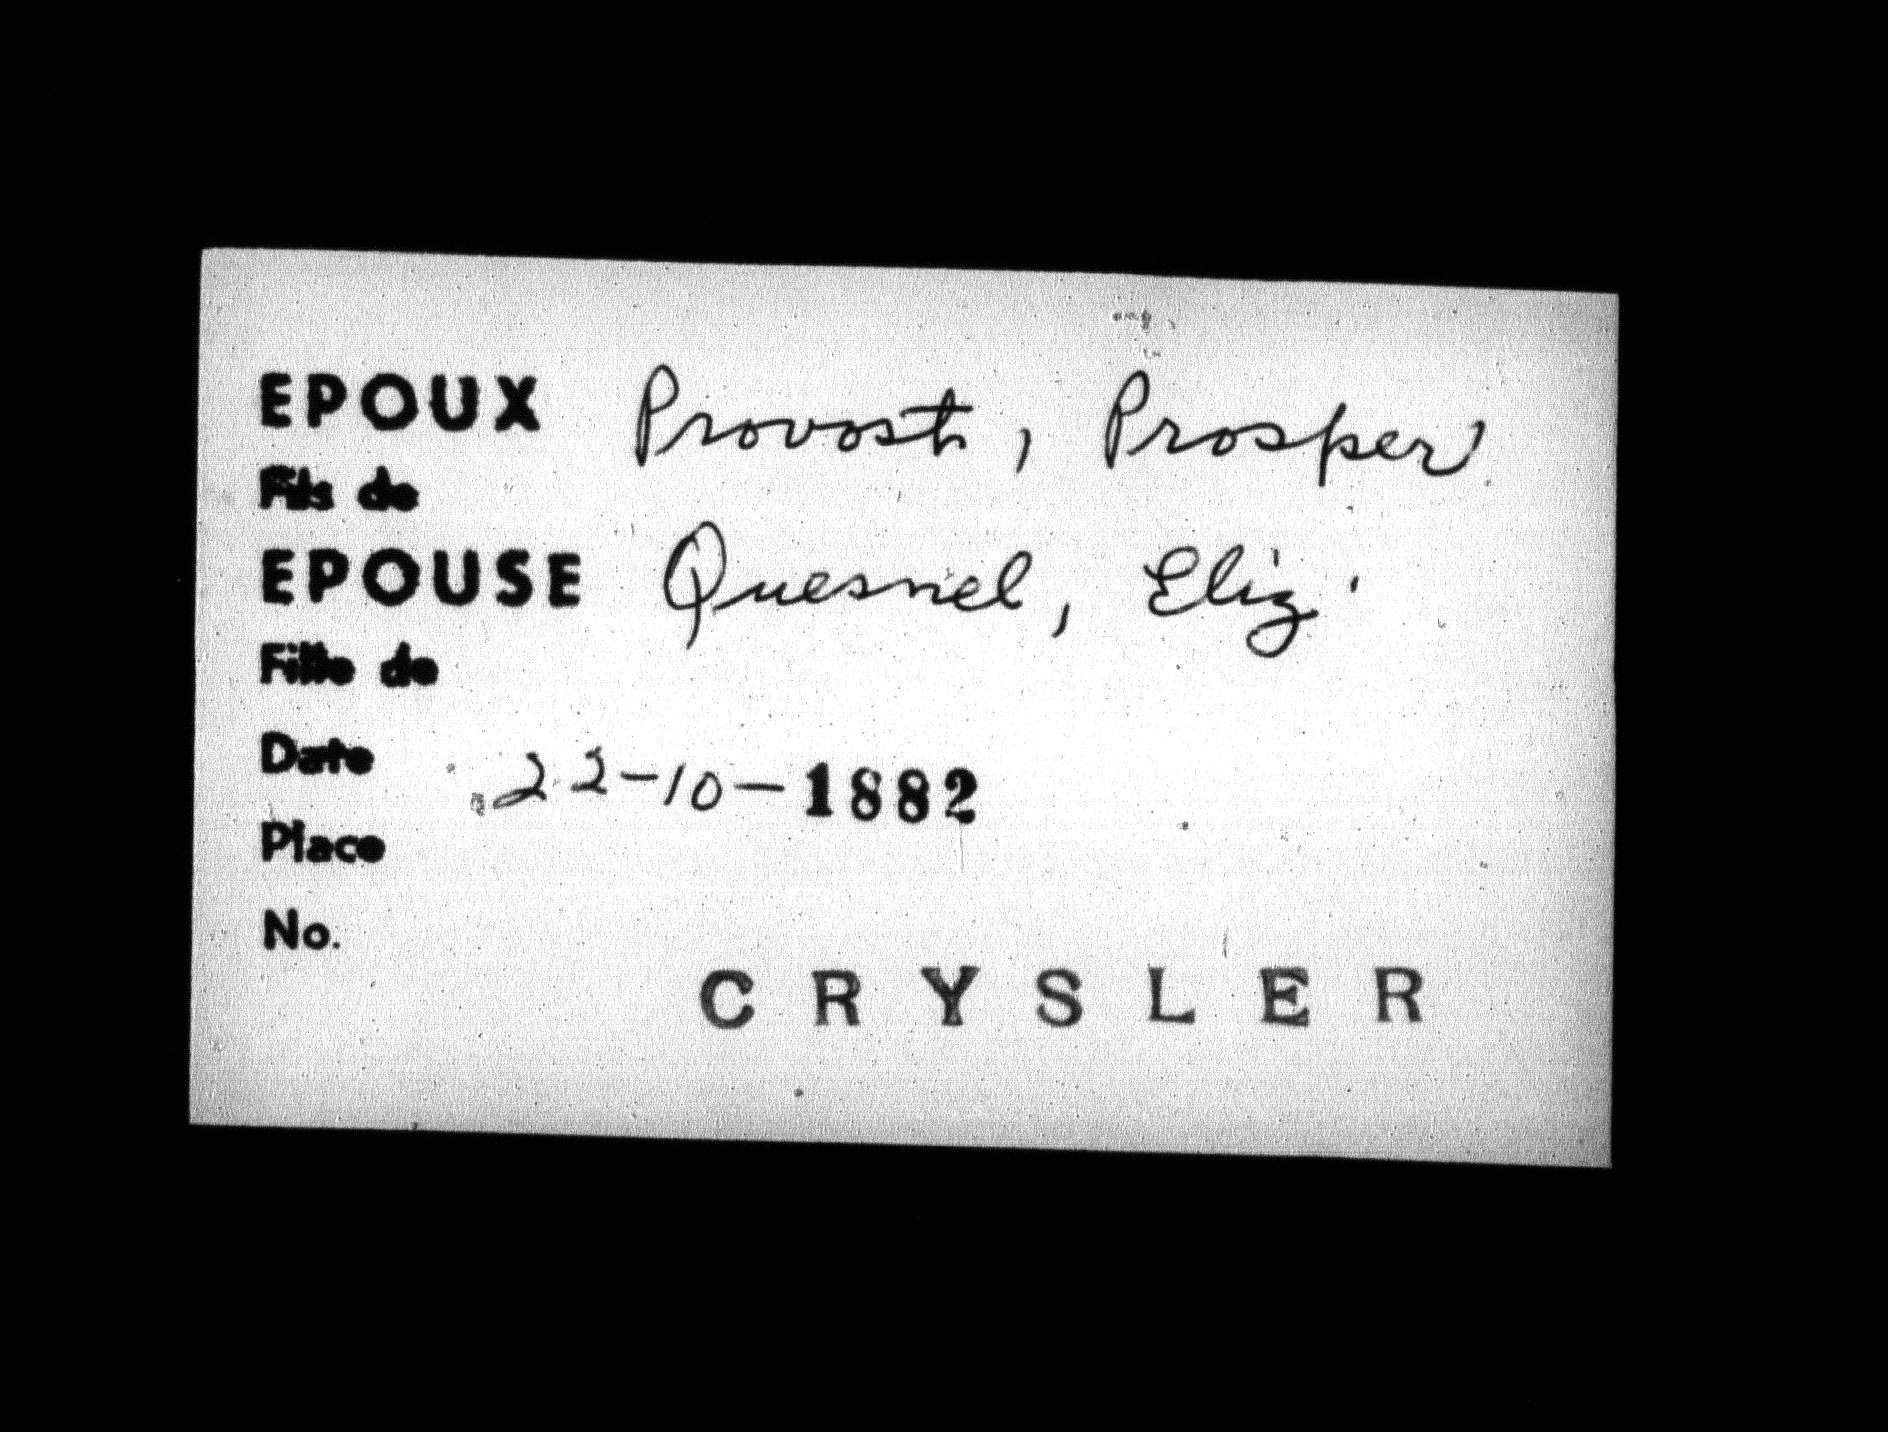 EPOUX Provost, Prosper
Fils de
EPOUSE Quesnel, Eliz.
Fille de
Date 22-10-1882
Place
No.
CRYSLER